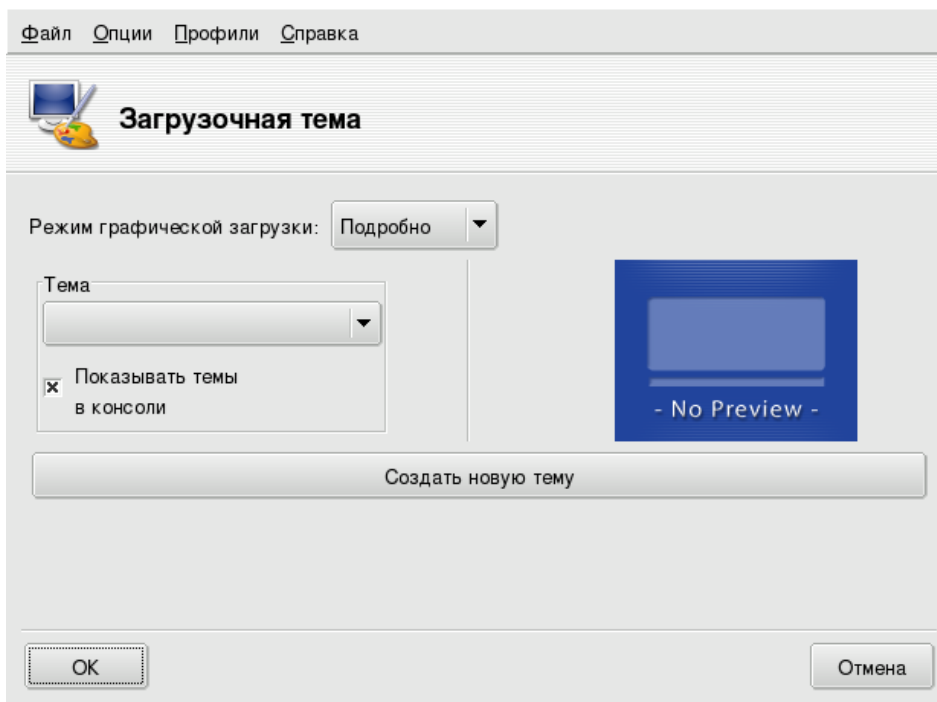 Файл Опции Профили Справка
Загрузочная тема
Режим графической загрузки: Подробно
Тема
Показывать темы
в консоли
- No Preview -
Создать новую тему
OK Отмена